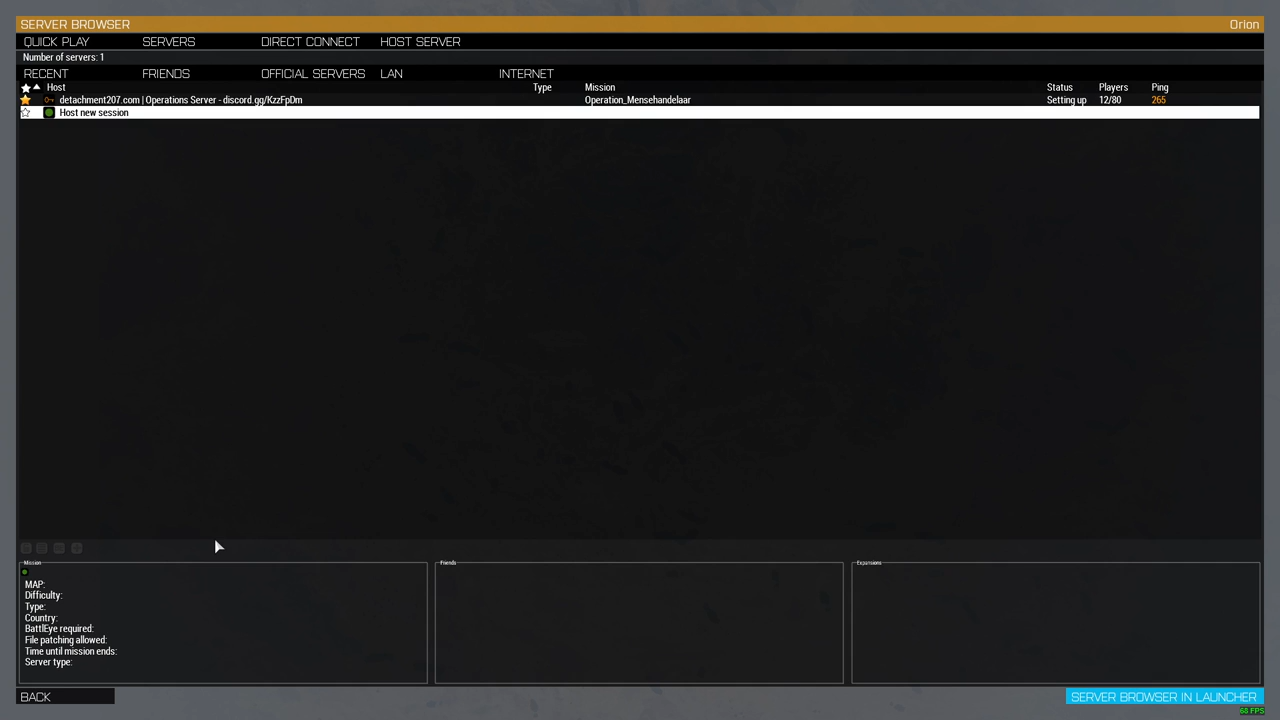 SERVER BROWSER Orion
QUICK PLAY SERVERS DIRECT CONNECT HOST SERVER
Number of servers: 1
RECENT FRIENDS OFFICIAL SERVERS LAN INTERNET
Host Type Mission Status Players Ping
detachment207.com | Operations Server - discord.gg/KzzFpDm Operation_Mensehandelaar Setting up 12/80 265
Host new session
Mission Friends Expansions
MAP:
Difficulty:
Type:
Country:
BattlEye required:
File patching allowed:
Time until mission ends:
Server type:
BACK SERVER BROWSER IN LAUNCHER
68 FPS